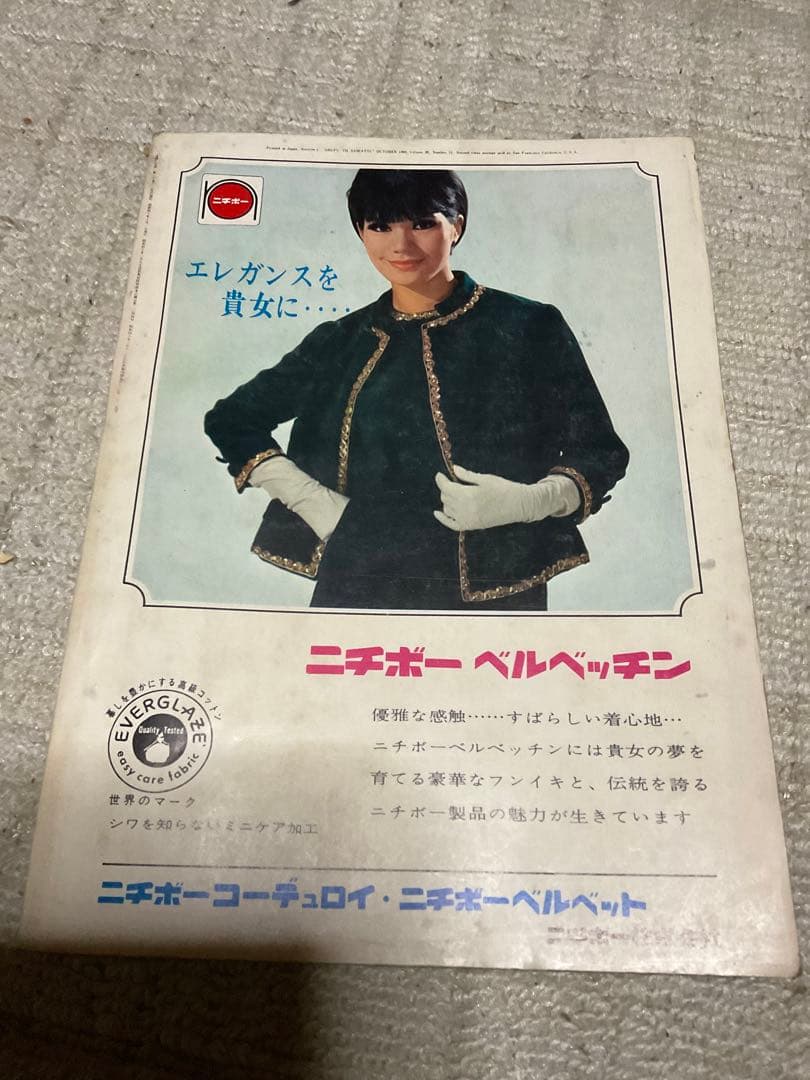 ニチボー
エレガンスを
貴女に・・・・
ニチボー ベルベッチン
暮しを豊かにする高級コットン
EVERGLAZE
Quality Tested
easy care fabric
世界のマーク
シワを知らないミニケア加工
優雅な感触……すばらしい着心地…
ニチボーベルベッチンには貴女の夢を
育てる豪華なフンイキと、伝統を誇る
ニチボー製品の魅力が生きています
ニチボーコーデュロイ・ニチボーベルベット